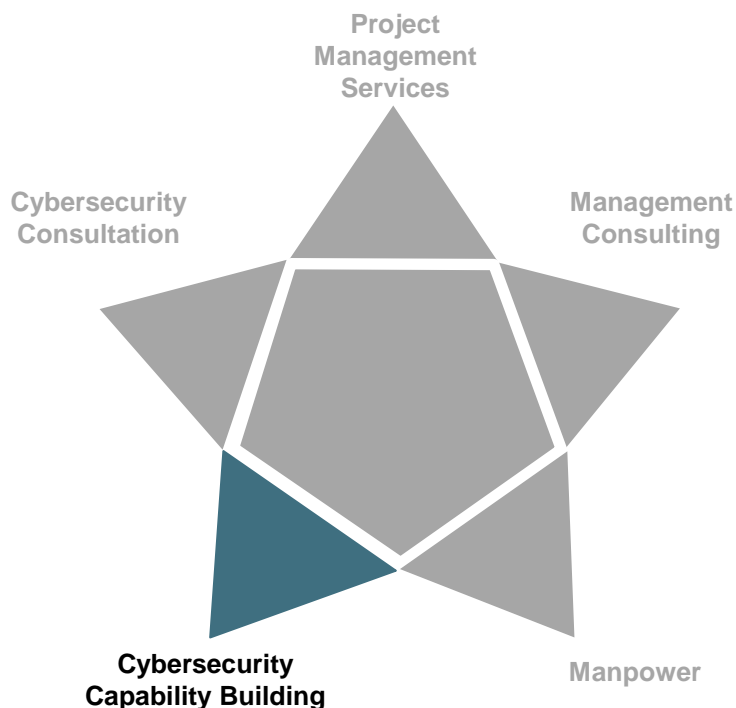 Project
Management
Services
Cybersecurity
Consultation
Management
Consulting
Cybersecurity
Capability Building
Manpower